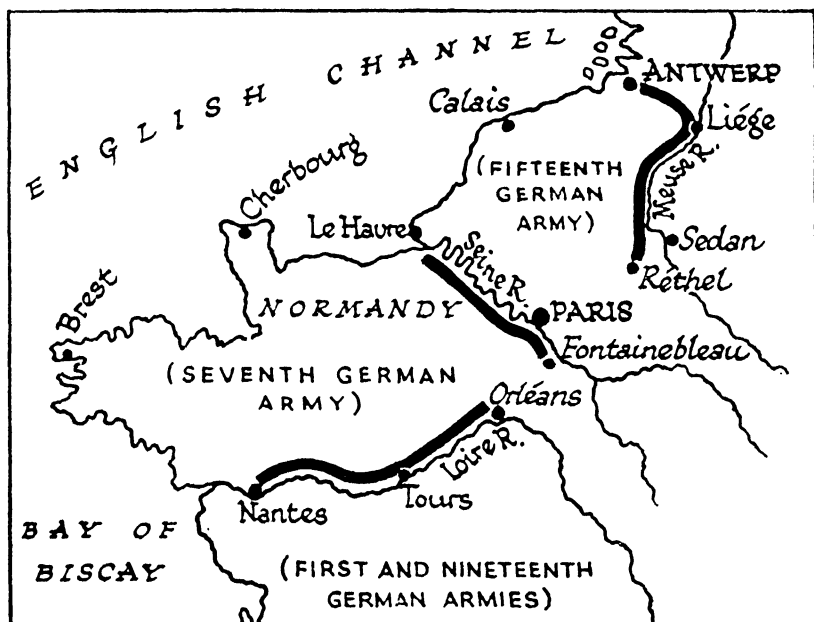 ENGLISH CHANNEL
ANTWERP
Calais
Liége
Meuse R.
(FIFTEENTH
GERMAN
ARMY)
Cherbourg
Le Havre
Seine R.
Sedan
Réthel
NORMANDY
PARIS
Brest
Fontainebleau
(SEVENTH GERMAN
ARMY)
Orléans
Loire R.
Nantes
Tours
BAY OF
BISCAY
(FIRST AND NINETEENTH
GERMAN ARMIES)